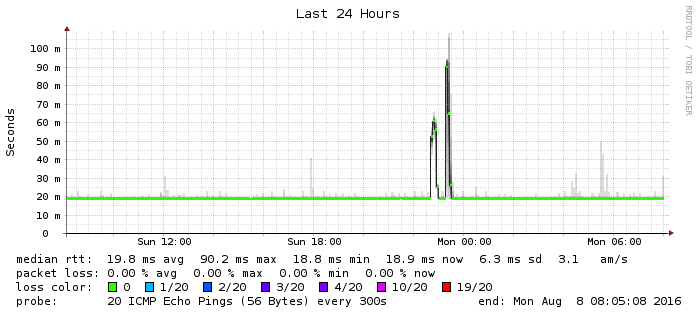 Last 24 Hours
RRDTOOL / TOBI OETIKER
Seconds
100 m
90 m
80 m
70 m
60 m
50 m
40 m
30 m
20 m
10 m
0
Sun 12:00 Sun 18:00 Mon 00:00 Mon 06:00
median rtt: 19.8 ms avg 90.2 ms max 18.8 ms min 18.9 ms now 6.3 ms sd 3.1 am/s
packet loss: 0.00 % avg 0.00 % max 0.00 % min 0.00 % now
loss color: 0 1/20 2/20 3/20 4/20 10/20 19/20
probe: 20 ICMP Echo Pings (56 Bytes) every 300s end: Mon Aug 8 08:05:08 2016